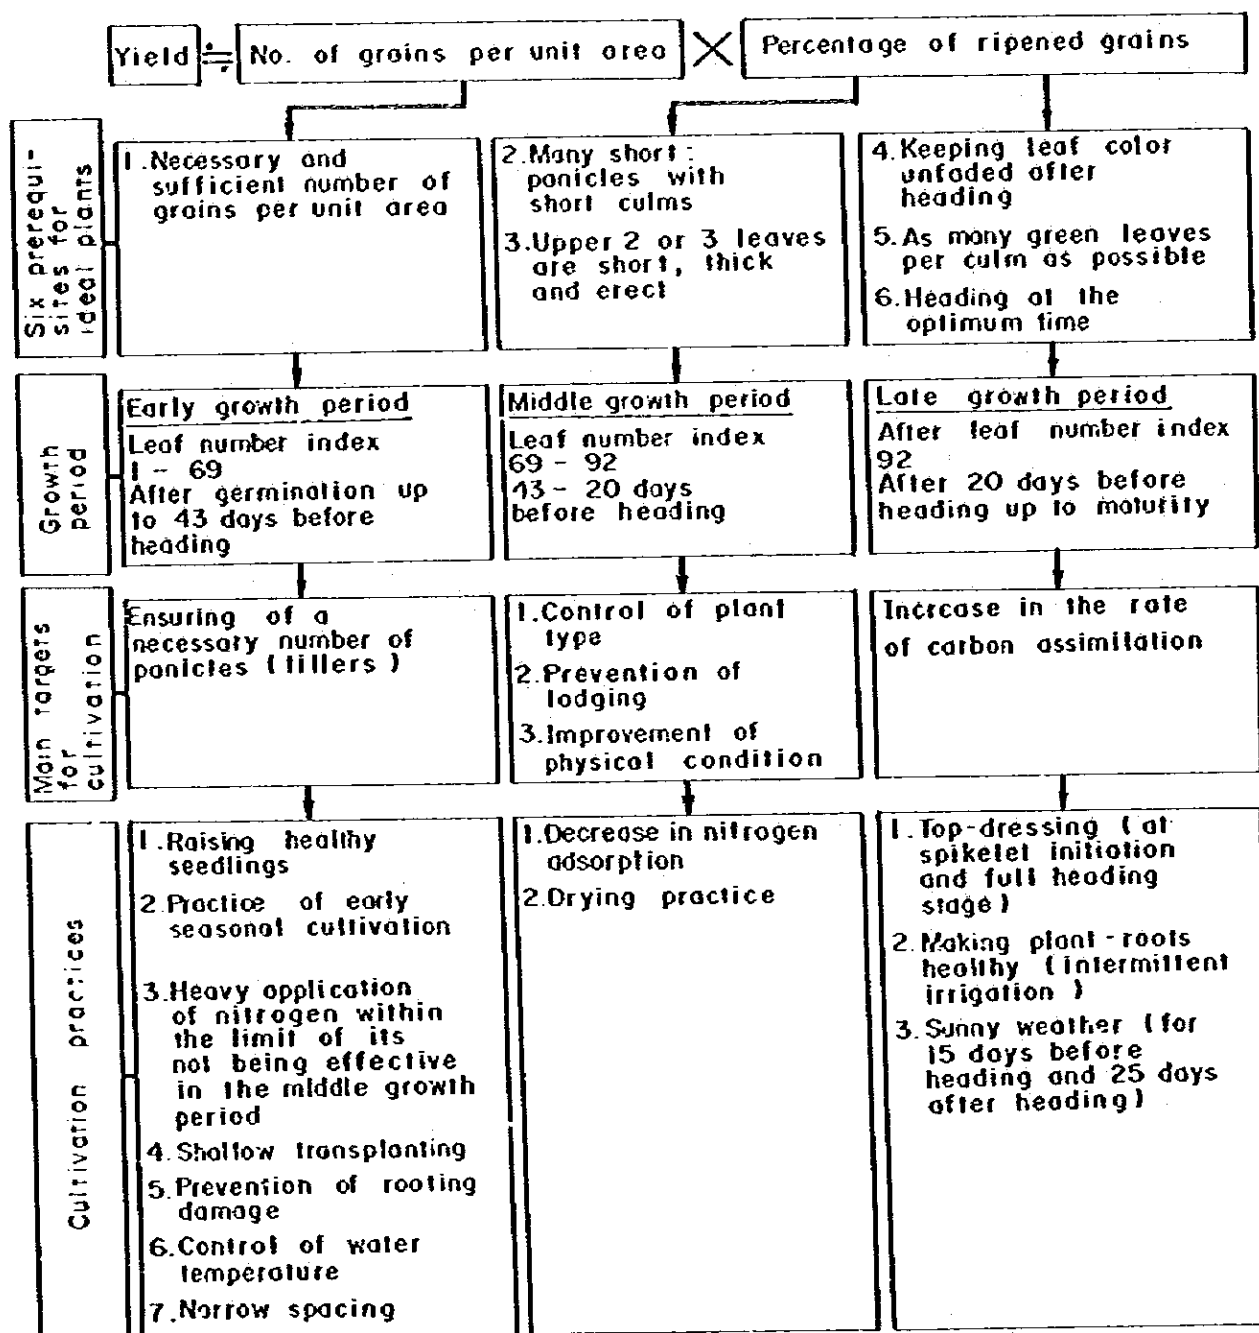 Yield ≒ No. of grains per unit area × Percentage of ripened grains
Six prerequi-
sites for
ideal plants
1. Necessary and
sufficient number of
grains per unit area
2. Many short
panicles with
short culms
3. Upper 2 or 3 leaves
are short, thick
and erect
4. Keeping leaf color
unfaded after
heading
5. As many green leaves
per culm as possible
6. Heading at the
optimum time
Growth
period
Early growth period
Leaf number index
1 - 69
After germination up
to 43 days before
heading
Middle growth period
Leaf number index
69 - 92
43 - 20 days
before heading
Late growth period
After leaf number index
92
After 20 days before
heading up to maturity
Main targets
for
cultivation
Ensuring of a
necessary number of
panicles (tillers)
1. Control of plant
type
2. Prevention of
lodging
3. Improvement of
physical condition
Increase in the rate
of carbon assimilation
Cultivation practices
1. Raising healthy
seedlings
2. Practice of early
seasonal cultivation
3. Heavy application
of nitrogen within
the limit of its
not being effective
in the middle growth
period
4. Shallow transplanting
5. Prevention of rooting
damage
6. Control of water
temperature
7. Norrow spacing
1. Decrease in nitrogen
adsorption
2. Drying practice
1. Top-dressing (at
spikelet initiation
and full heading
stage)
2. Making plant-roots
healthy (intermittent
irrigation)
3. Sunny weather (for
15 days before
heading and 25 days
after heading)